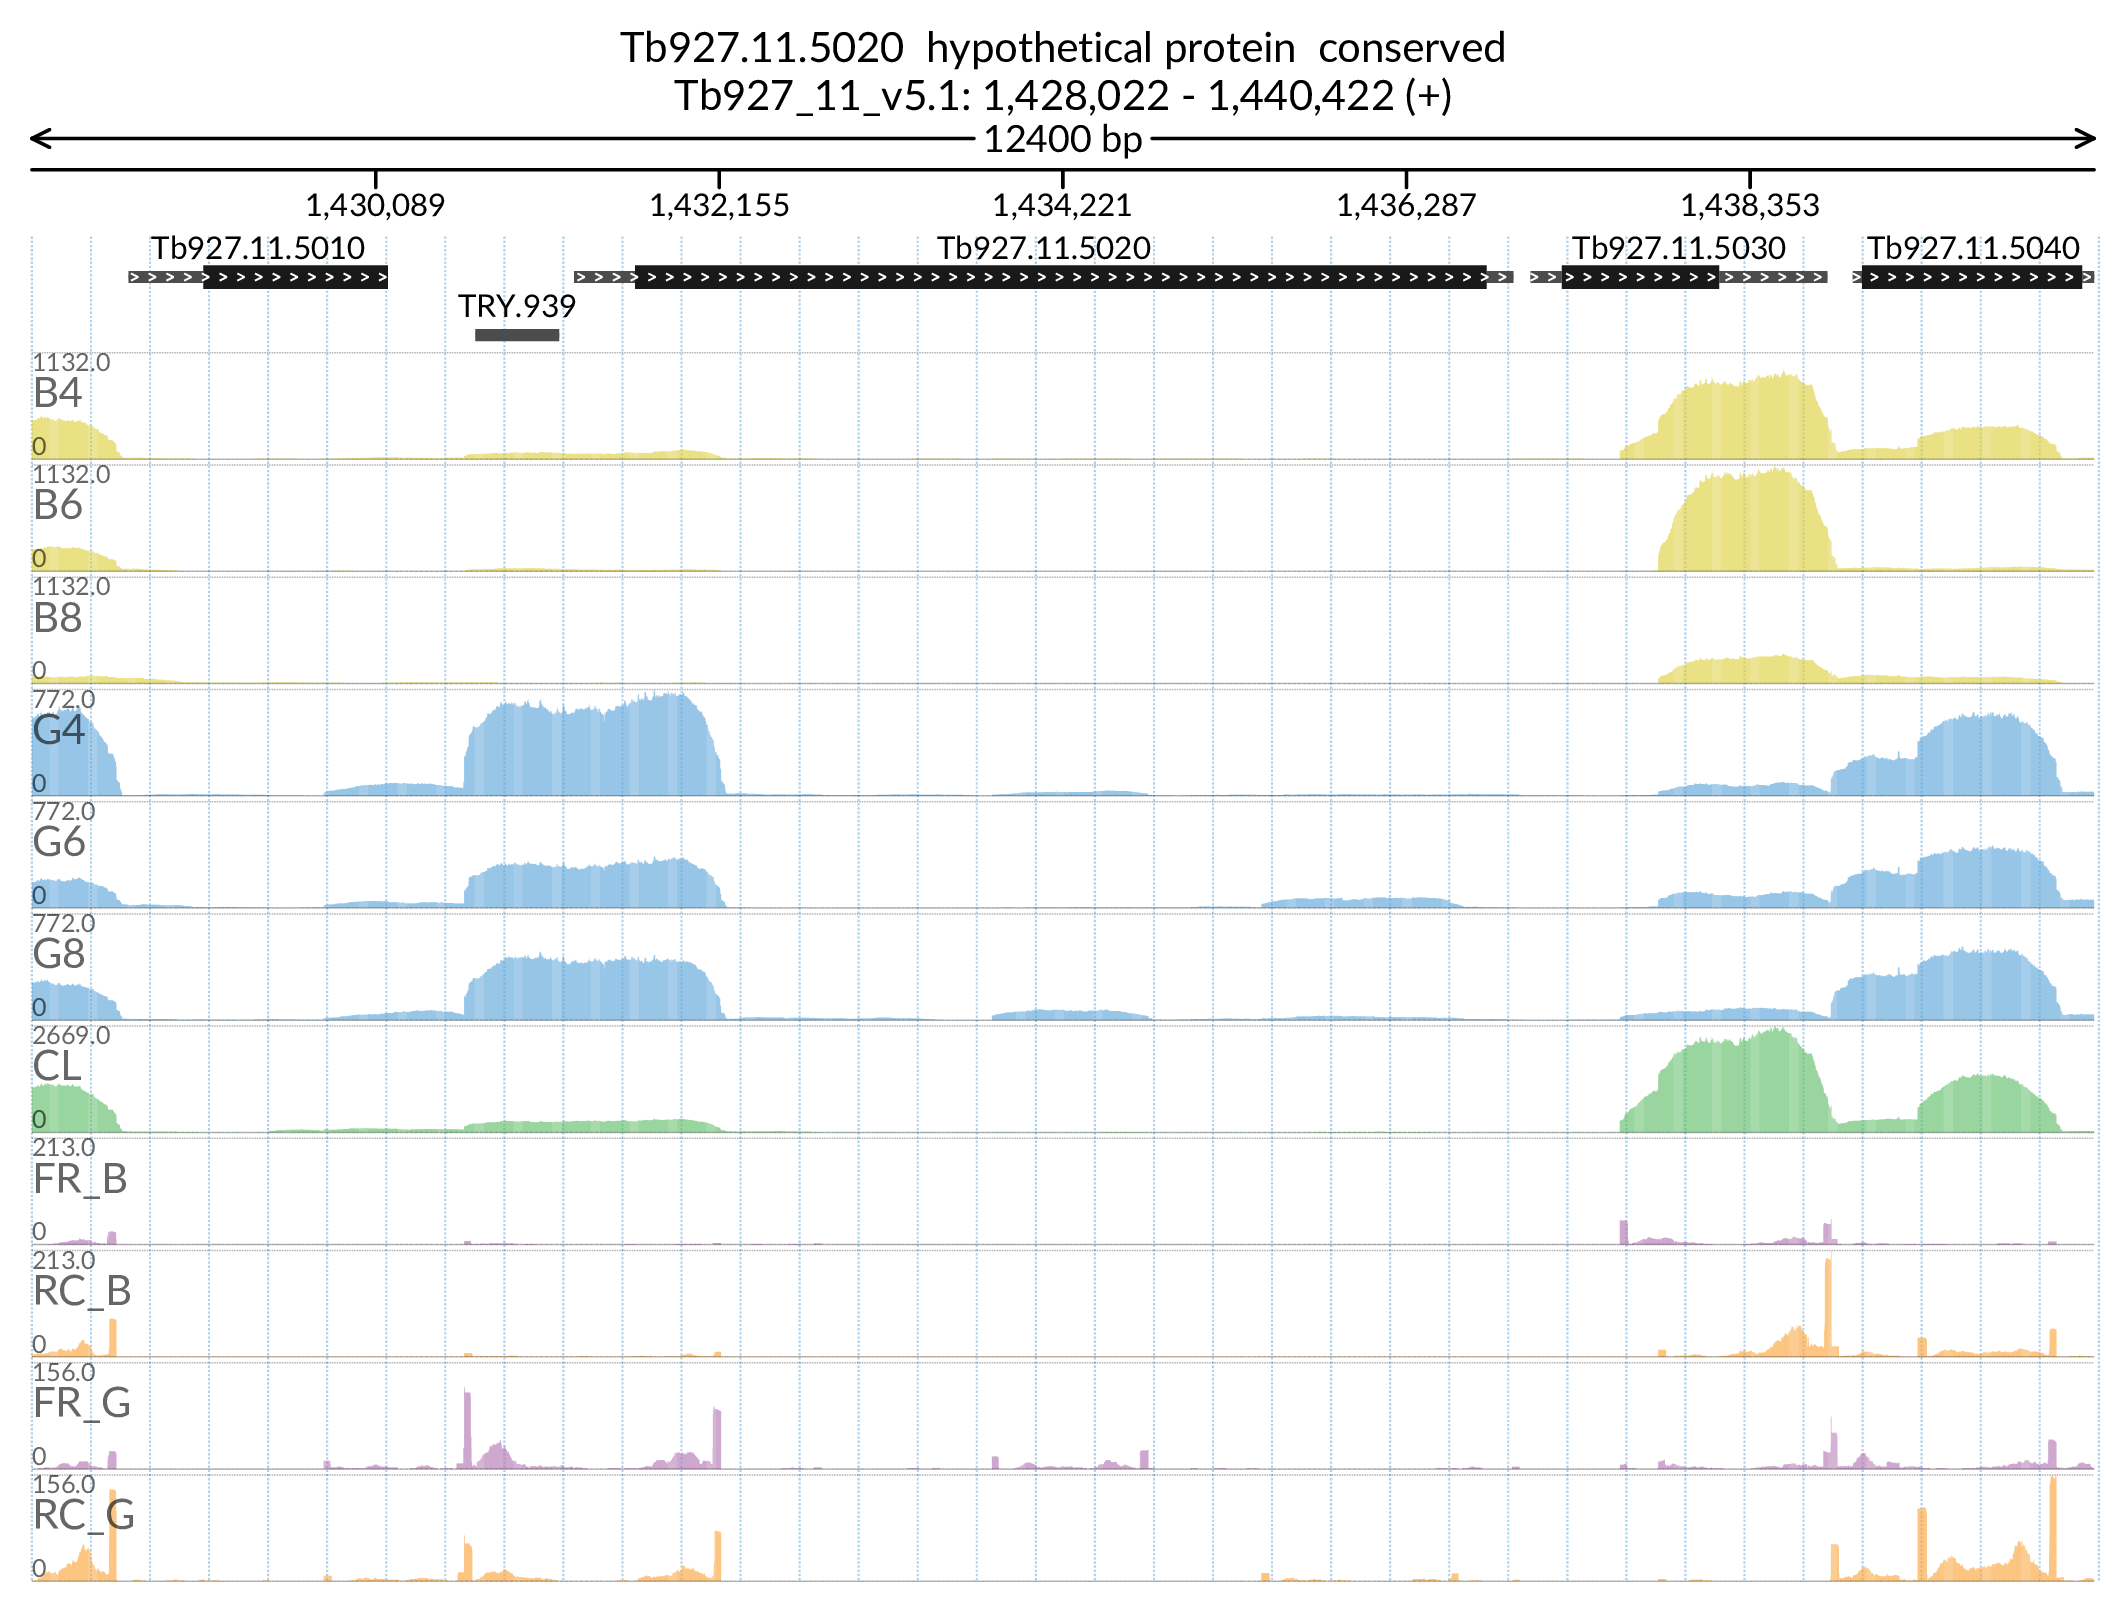 Tb927.11.5020  hypothetical protein  conserved
Tb927_11_v5.1: 1,428,022 - 1,440,422 (+)
12400 bp
1,430,089 1,432,155 1,434,221 1,436,287 1,438,353
Tb927.11.5010 Tb927.11.5020 Tb927.11.5030 Tb927.11.5040
TRY.939
1132.0
B4
0
1132.0
B6
0
1132.0
B8
0
772.0
G4
0
772.0
G6
0
772.0
G8
0
2669.0
CL
0
213.0
FR_B
0
213.0
RC_B
0
156.0
FR_G
0
156.0
RC_G
0